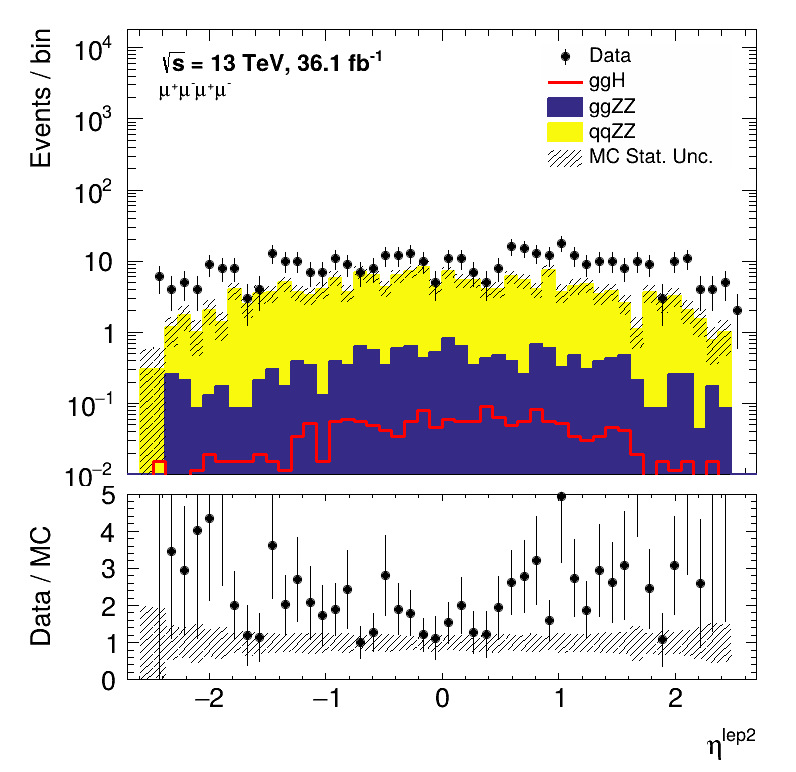 Events / bin
10⁴
10³
10²
10
1
10⁻¹
10⁻²
√s = 13 TeV, 36.1 fb⁻¹
μ⁺μ⁻μ⁺μ⁻
Data
ggH
ggZZ
qqZZ
MC Stat. Unc.
Data / MC
5
4
3
2
1
0
−2 −1 0 1 2
η^lep2